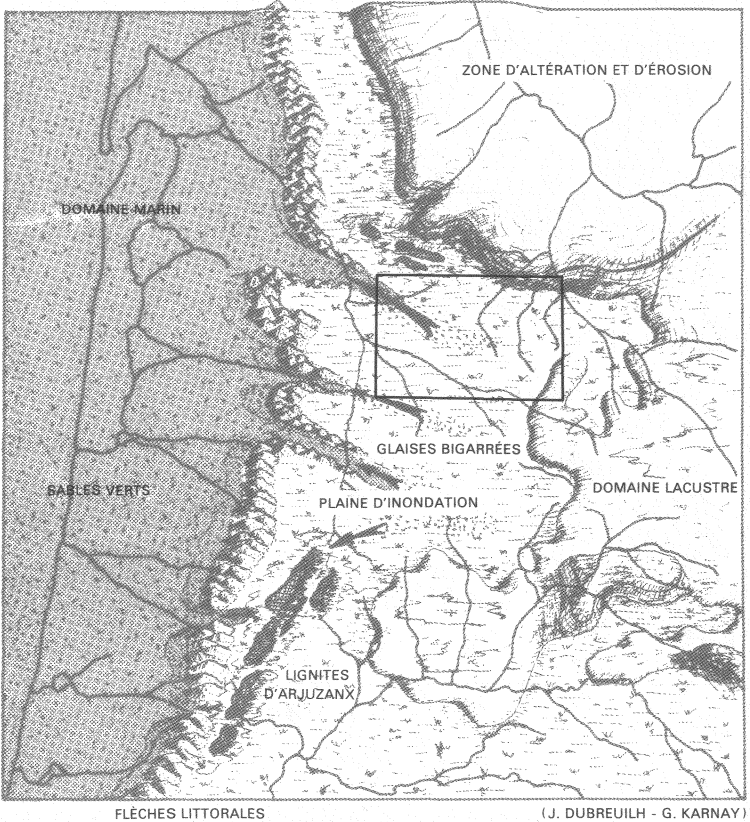 ZONE D'ALTÉRATION ET D'ÉROSION
DOMAINE MARIN
GLAISES BIGARRÉES
SABLES VERTS
DOMAINE LACUSTRE
PLAINE D'INONDATION
LIGNITES
D'ARJUZANX
FLÈCHES LITTORALES
(J. DUBREUILH - G. KARNAY)